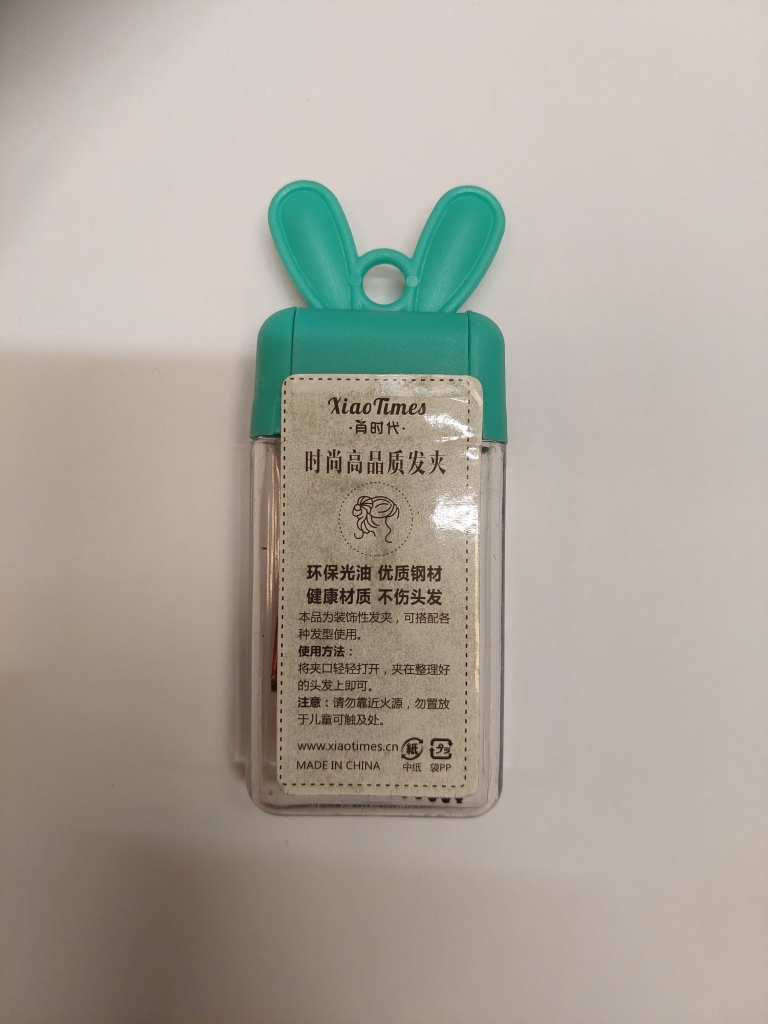 XiaoTimes
·肖时代·
时尚高品质发夹
环保光油 优质钢材
健康材质 不伤头发
本品为装饰性发夹，可搭配各
种发型使用。
使用方法：
将夹口轻轻打开，夹在整理好
的头发上即可。
注意：请勿靠近火源，勿置放
于儿童可触及处。
www.xiaotimes.cn 紙 プラ
中纸 袋PP
MADE IN CHINA